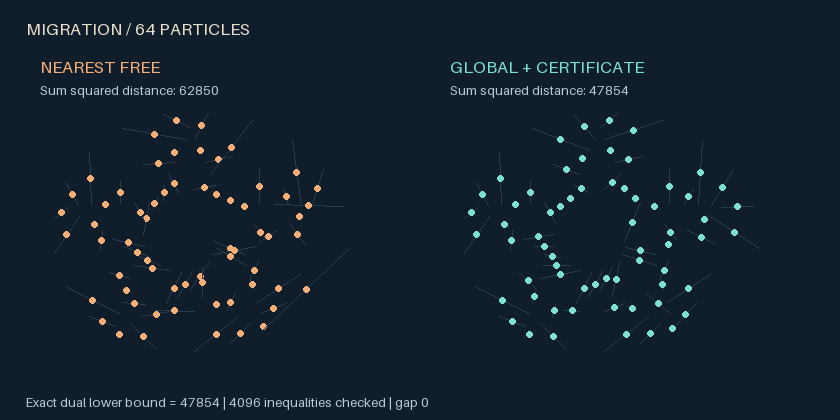 MIGRATION / 64 PARTICLES
NEAREST FREE
Sum squared distance: 62850
GLOBAL + CERTIFICATE
Sum squared distance: 47854
Exact dual lower bound = 47854 | 4096 inequalities checked | gap 0